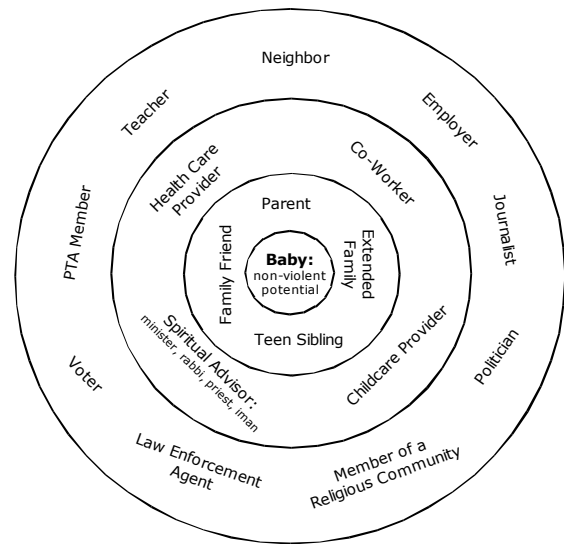 Neighbor
Teacher
Employer
Health Care
Provider
Co-Worker
PTA Member
Journalist
Parent
Family Friend
Extended
Family
Baby:
non-violent
potential
Teen Sibling
Spiritual Advisor:
minister, rabbi, priest, iman
Childcare Provider
Voter
Politician
Law Enforcement
Agent
Member of a
Religious Community